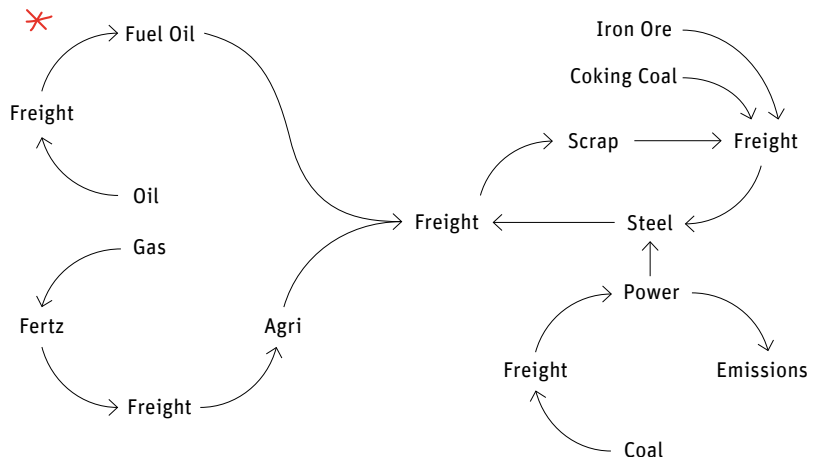 Fuel Oil
Freight
Oil
Gas
Fertz
Freight
Agri
Freight
Iron Ore
Coking Coal
Scrap
Freight
Steel
Power
Freight
Emissions
Coal